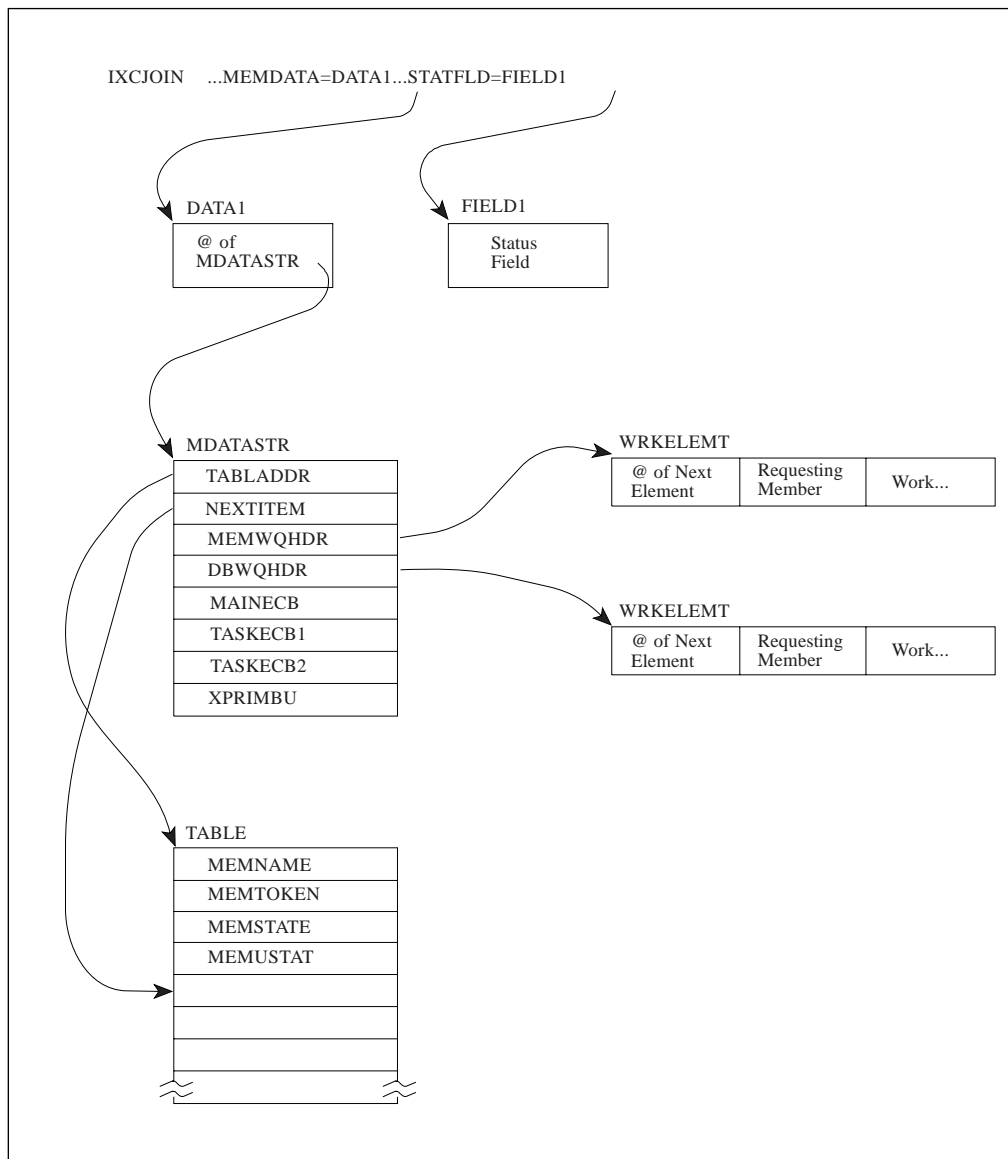 IXCJOIN ...MEMDATA=DATA1...STATFLD=FIELD1
DATA1
@ of
MDATASTR
FIELD1
Status
Field
MDATASTR
TABLADDR
NEXTITEM
MEMWQHDR
DBWQHDR
MAINECB
TASKECB1
TASKECB2
XPRIMBU
WRKELEMT
@ of Next
Element
Requesting
Member
Work...
WRKELEMT
@ of Next
Element
Requesting
Member
Work...
TABLE
MEMNAME
MEMTOKEN
MEMSTATE
MEMUSTAT